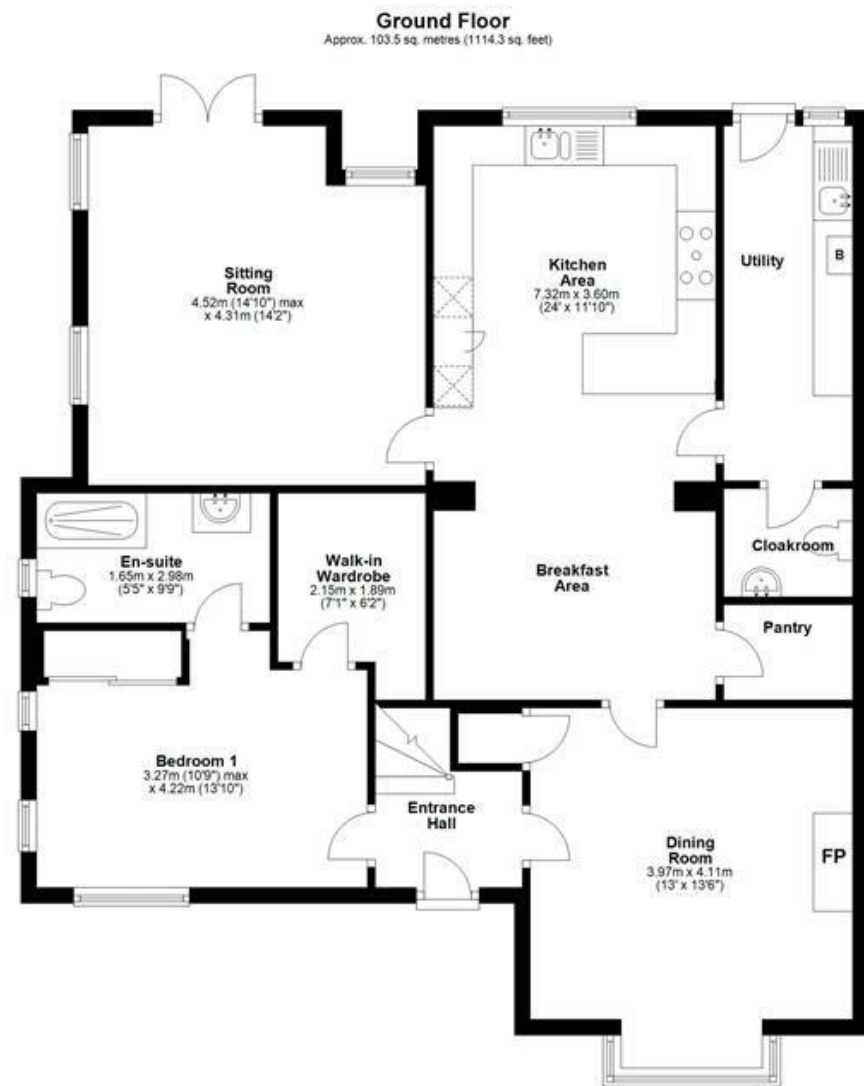 Ground Floor
Approx. 103.5 sq. metres (1114.3 sq. feet)
Sitting
Room
4.52m (14'10") max
x 4.31m (14'2")
Kitchen
Area
7.32m x 3.60m
(24' x 11'10")
Utility
B
En-suite
1.65m x 2.98m
(5'5" x 9'9")
Walk-in
Wardrobe
2.15m x 1.89m
(7'1" x 6'2")
Breakfast
Area
Cloakroom
Pantry
Bedroom 1
3.27m (10'9") max
x 4.22m (13'10")
Entrance
Hall
Dining
Room
3.97m x 4.11m
(13' x 13'6")
FP